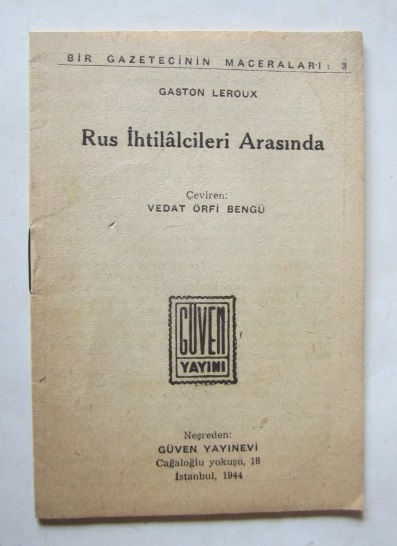 BİR GAZETECİNİN MACERALARI: 3
GASTON LEROUX
Rus İhtilâlcileri Arasında
Çeviren:
VEDAT ÖRFİ BENGÜ
GÜVEN
YAYINI
Neşreden:
GÜVEN YAYINEVİ
Cağaloğlu yokuşu, 18
İstanbul, 1944